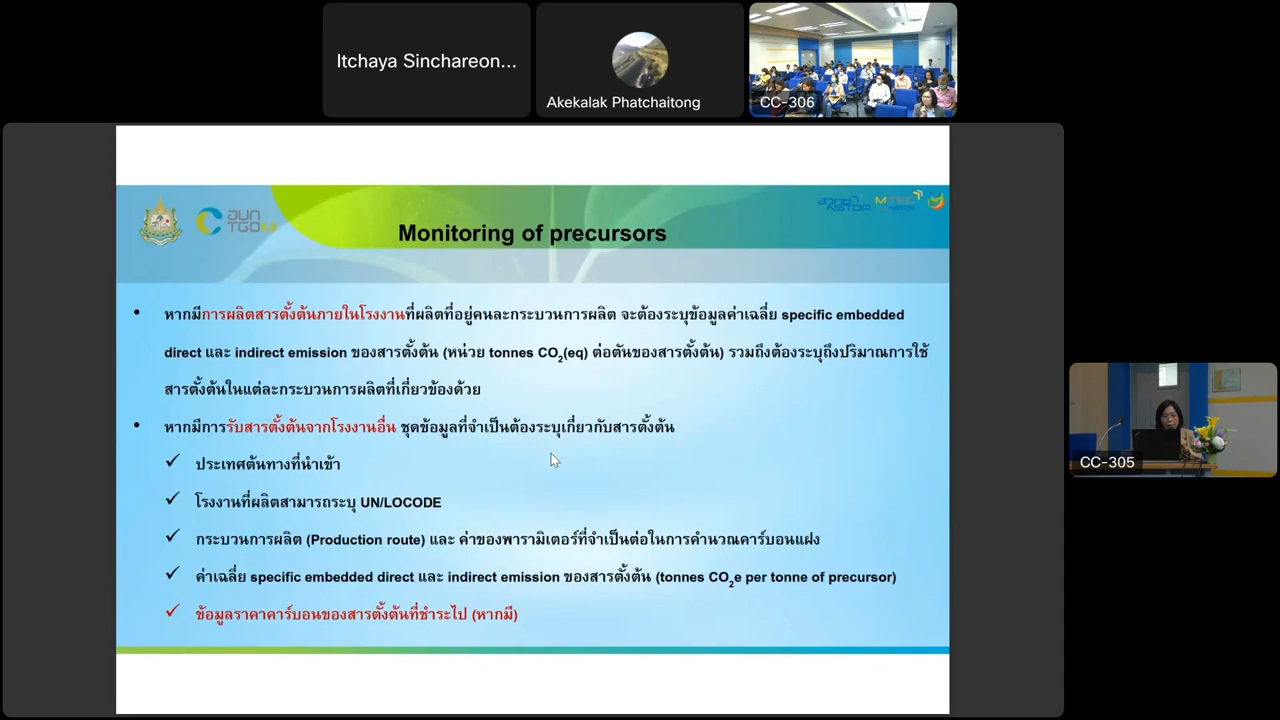 Itchaya Sinchareon...
Akekalak Phatchaitong
CC-306
อบก
TGO
สวทช
NSTDA
MTEC
Monitoring of precursors
• หากมีการผลิตสารตั้งต้นภายในโรงงานที่ผลิตที่อยู่คนละกระบวนการผลิต จะต้องระบุข้อมูลค่าเฉลี่ย specific embedded
direct และ indirect emission ของสารตั้งต้น (หน่วย tonnes CO2(eq) ต่อตันของสารตั้งต้น) รวมถึงต้องระบุถึงปริมาณการใช้
สารตั้งต้นในแต่ละกระบวนการผลิตที่เกี่ยวข้องด้วย
• หากมีการรับสารตั้งต้นจากโรงงานอื่น ชุดข้อมูลที่จำเป็นต้องระบุเกี่ยวกับสารตั้งต้น
✓ ประเทศต้นทางที่นำเข้า
✓ โรงงานที่ผลิตสามารถระบุ UN/LOCODE
✓ กระบวนการผลิต (Production route) และ ค่าของพารามิเตอร์ที่จำเป็นต่อในการคำนวณคาร์บอนแฝง
✓ ค่าเฉลี่ย specific embedded direct และ indirect emission ของสารตั้งต้น (tonnes CO2e per tonne of precursor)
✓ ข้อมูลราคาคาร์บอนของสารตั้งต้นที่ชำระไป (หากมี)
CC-305